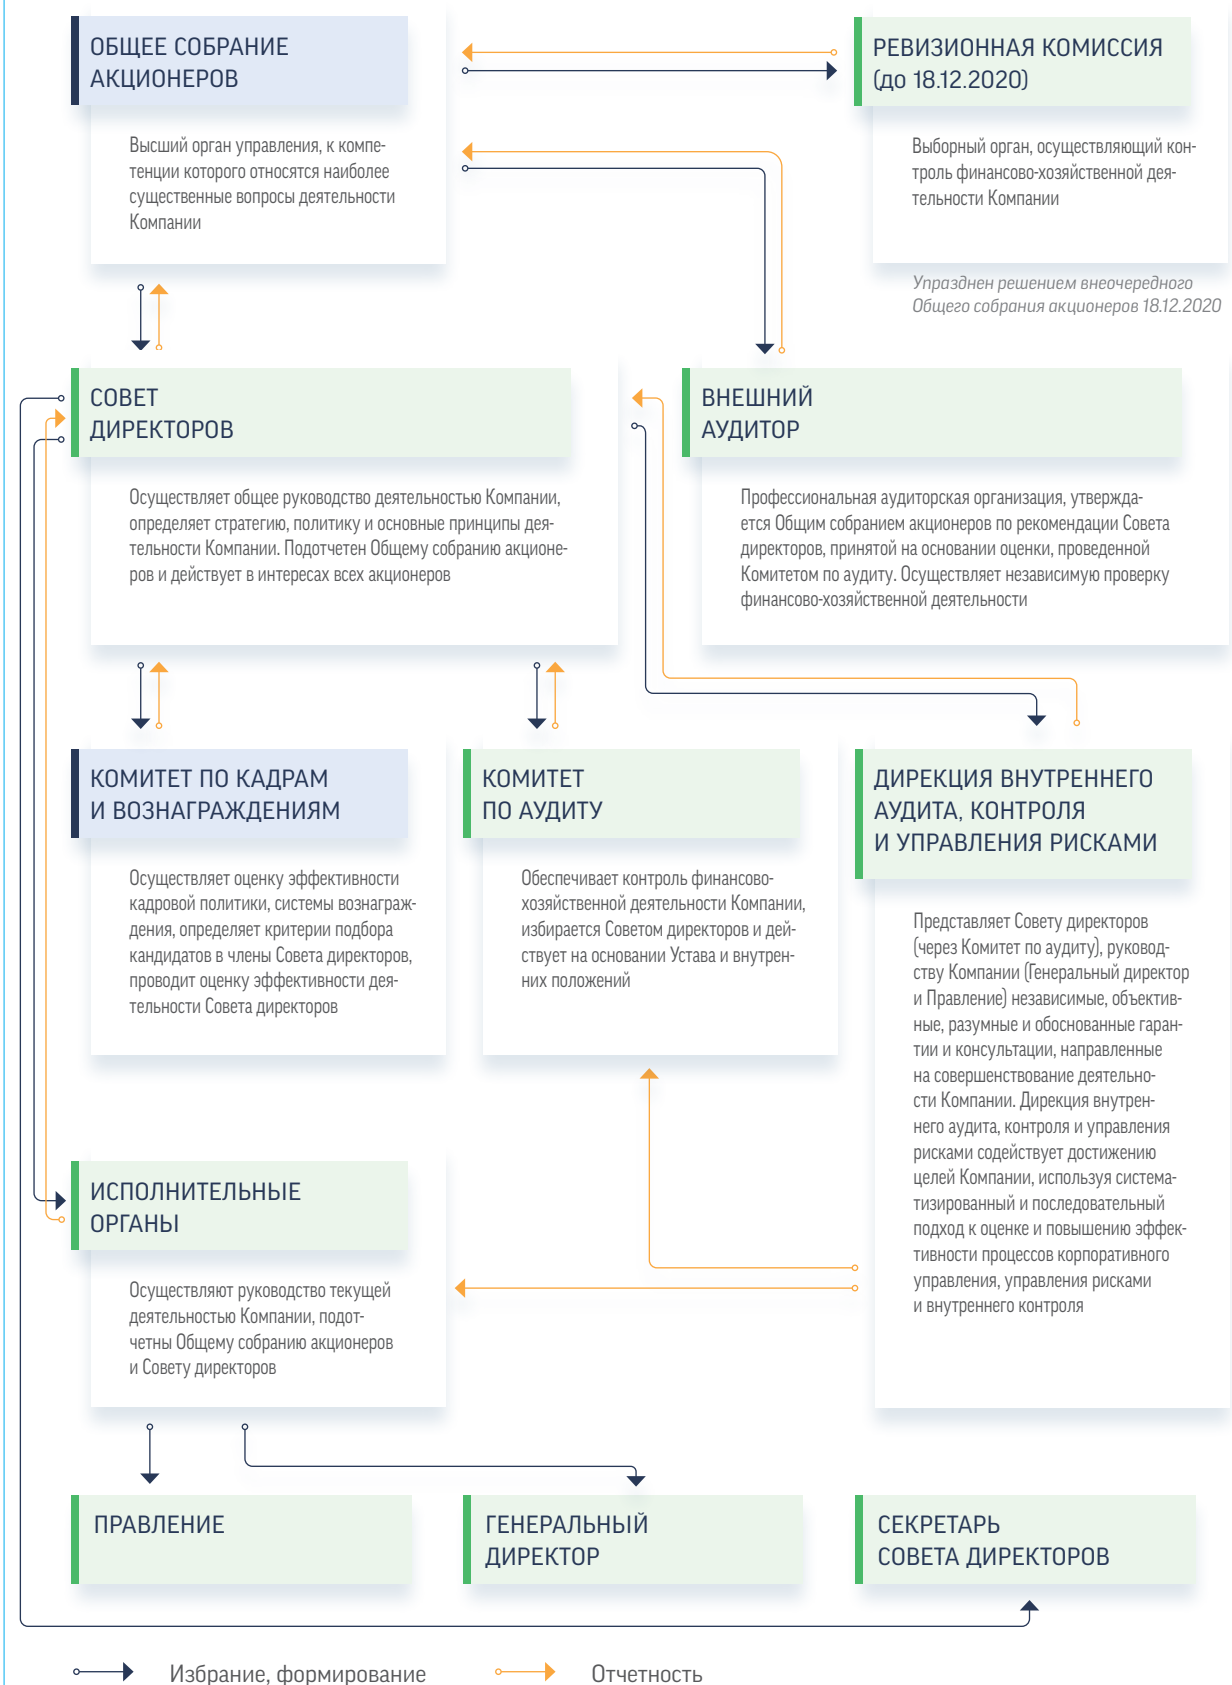 ОБЩЕЕ СОБРАНИЕ
АКЦИОНЕРОВ
Высший орган управления, к компе-
тенции которого относятся наиболее
существенные вопросы деятельности
Компании
РЕВИЗИОННАЯ КОМИССИЯ
(до 18.12.2020)
Выборный орган, осуществляющий кон-
троль финансово-хозяйственной дея-
тельности Компании
Упразднен решением внеочередного
Общего собрания акционеров 18.12.2020
СОВЕТ
ДИРЕКТОРОВ
Осуществляет общее руководство деятельностью Компании,
определяет стратегию, политику и основные принципы дея-
тельности Компании. Подотчетен Общему собранию акционе-
ров и действует в интересах всех акционеров
ВНЕШНИЙ
АУДИТОР
Профессиональная аудиторская организация, утвержда-
ется Общим собранием акционеров по рекомендации Совета
директоров, принятой на основании оценки, проведенной
Комитетом по аудиту. Осуществляет независимую проверку
финансово-хозяйственной деятельности
КОМИТЕТ ПО КАДРАМ
И ВОЗНАГРАЖДЕНИЯМ
Осуществляет оценку эффективности
кадровой политики, системы вознаграж-
дения, определяет критерии подбора
кандидатов в члены Совета директоров,
проводит оценку эффективности дея-
тельности Совета директоров
КОМИТЕТ
ПО АУДИТУ
Обеспечивает контроль финансово-
хозяйственной деятельности Компании,
избирается Советом директоров и дей-
ствует на основании Устава и внутрен-
них положений
ДИРЕКЦИЯ ВНУТРЕННЕГО
АУДИТА, КОНТРОЛЯ
И УПРАВЛЕНИЯ РИСКАМИ
Представляет Совету директоров
(через Комитет по аудиту), руковод-
ству Компании (Генеральный директор
и Правление) независимые, объектив-
ные, разумные и обоснованные гаран-
тии и консультации, направленные
на совершенствование деятельно-
сти Компании. Дирекция внутрен-
него аудита, контроля и управления
рисками содействует достижению
целей Компании, используя система-
тизированный и последовательный
подход к оценке и повышению эффек-
тивности процессов корпоративного
управления, управления рисками
и внутреннего контроля
ИСПОЛНИТЕЛЬНЫЕ
ОРГАНЫ
Осуществляют руководство текущей
деятельностью Компании, подот-
четны Общему собранию акционеров
и Совету директоров
ПРАВЛЕНИЕ
ГЕНЕРАЛЬНЫЙ
ДИРЕКТОР
СЕКРЕТАРЬ
СОВЕТА ДИРЕКТОРОВ
Избрание, формирование
Отчетность